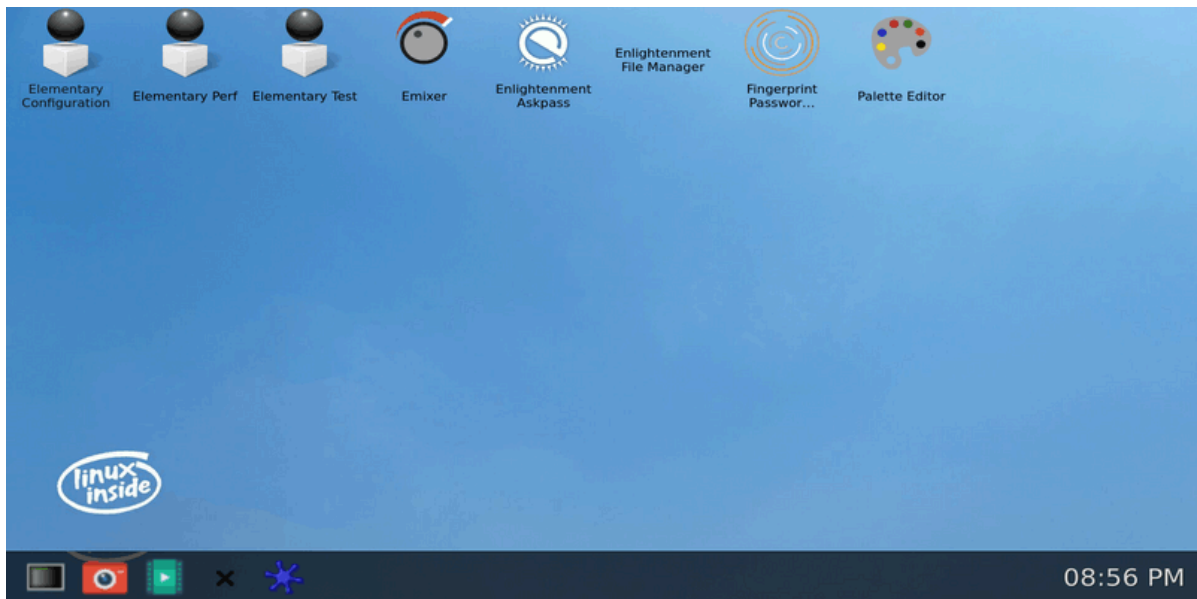 Elementary
Configuration
Elementary Perf
Elementary Test
Emixer
Enlightenment
Askpass
Enlightenment
File Manager
Fingerprint
Passwor...
Palette Editor
linux
inside
08:56 PM